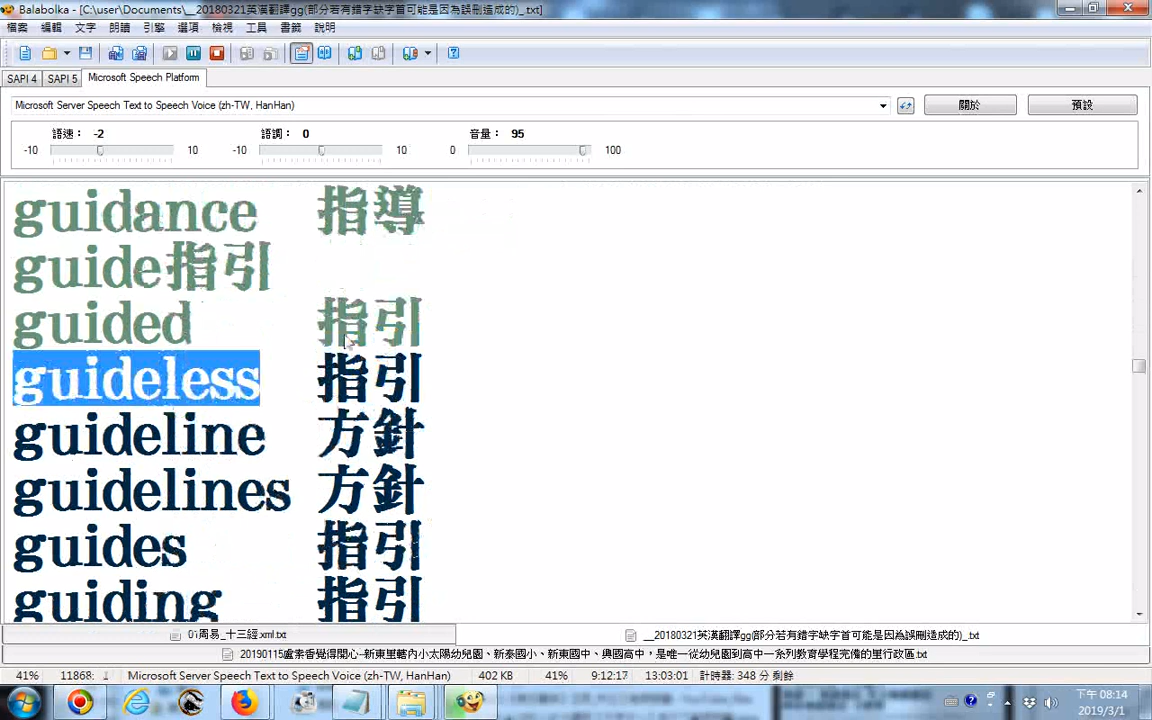 Balabolka - [C:\user\Documents\__20180321英漢翻譯gg(部分若有錯字缺字首可能是因為誤刪造成的)_.txt]
檔案 編輯 文字 朗讀 引擎 選項 檢視 工具 書籤 說明
SAPI 4 SAPI 5 Microsoft Speech Platform
Microsoft Server Speech Text to Speech Voice (zh-TW, HanHan) 關於 預設
語速： -2 語調： 0 音量： 95
-10 10 -10 10 0 100
guidance 指導
guide指引
guided 指引
guideless 指引
guideline 方針
guidelines 方針
guides 指引
guiding 指引
01周易_十三經.xml.txt __20180321英漢翻譯gg(部分若有錯字缺字首可能是因為誤刪造成的)_.txt
20190115盧素香覺得開心-新東里轄內小太陽幼兒園、新泰國小、新東國中、興國高中，是唯一從幼兒園到高中一系列教育學程完備的里行政區.txt
41% 11868: Microsoft Server Speech Text to Speech Voice (zh-TW, HanHan) 402 KB 41% 9:12:17 13:03:01 計時器: 348 分 剩餘
下午 08:14
2019/3/1